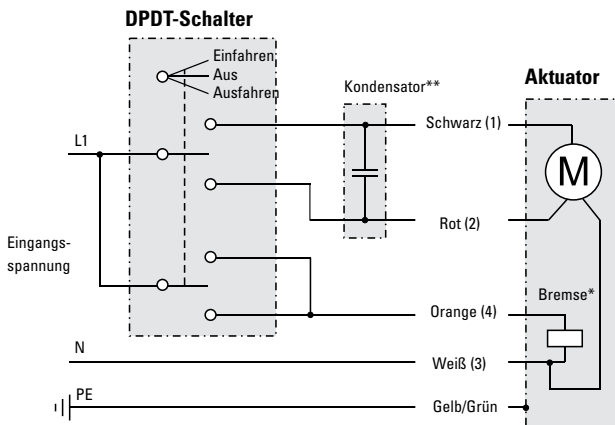 DPDT-Schalter
Einfahren
Aus
Ausfahren
Kondensator**
Aktuator
L1
Schwarz (1)
M
Eingangs-
spannung
Rot (2)
Bremse*
Orange (4)
N
Weiß (3)
PE
Gelb/Grün